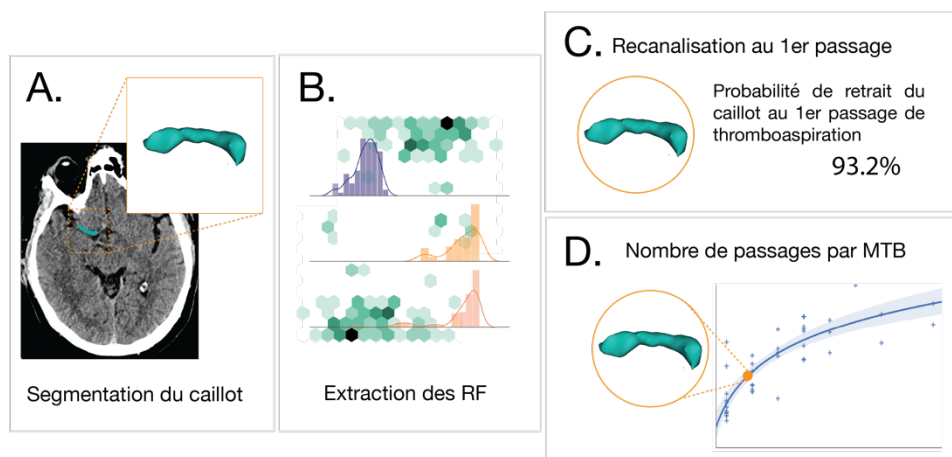 A.
Segmentation du caillot
B.
Extraction des RF
C. Recanalisation au 1er passage
Probabilité de retrait du
caillot au 1er passage de
thromboaspiration
93.2%
D. Nombre de passages par MTB